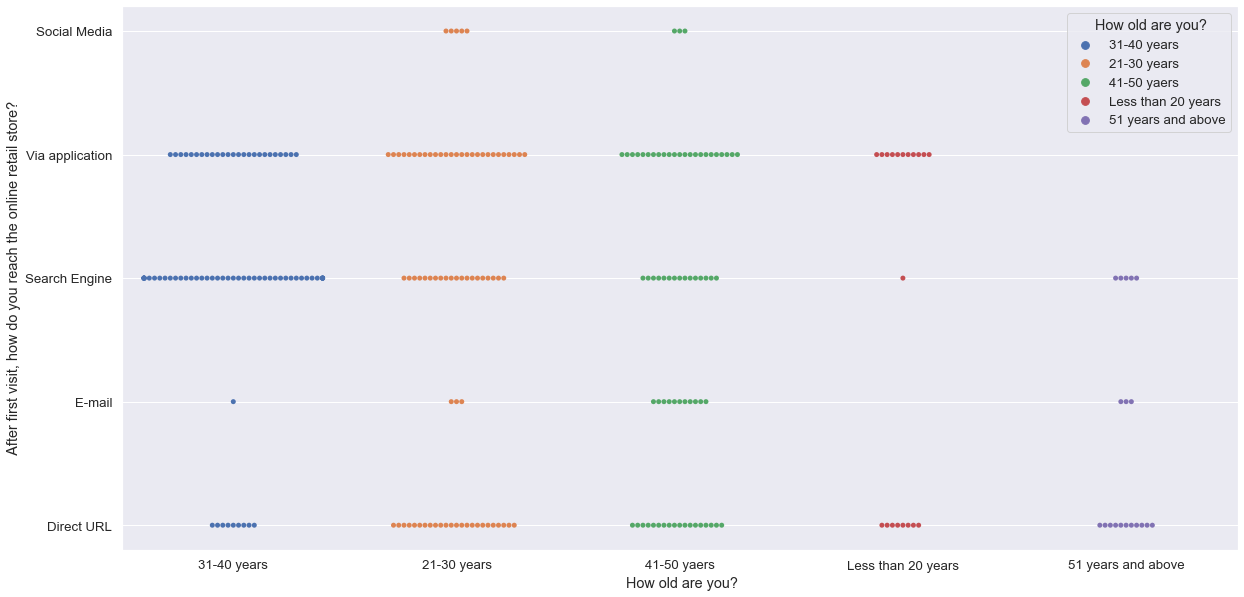 Social Media
Via application
Search Engine
E-mail
Direct URL
After first visit, how do you reach the online retail store?
How old are you?
31-40 years
21-30 years
41-50 yaers
Less than 20 years
51 years and above
31-40 years
21-30 years
41-50 yaers
Less than 20 years
51 years and above
How old are you?